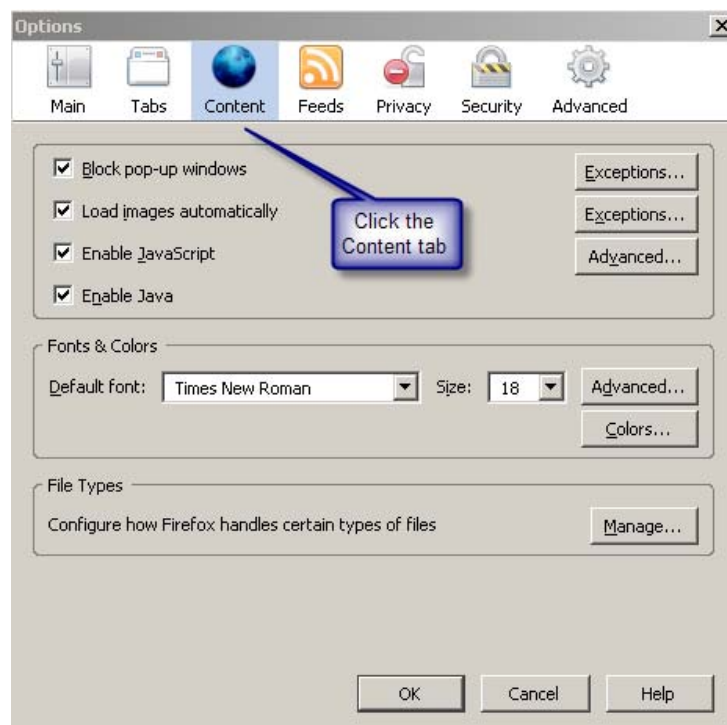 Options
Main Tabs Content Feeds Privacy Security Advanced
Block pop-up windows Exceptions...
Load images automatically Exceptions...
Click the
Content tab
Enable JavaScript Advanced...
Enable Java
Fonts & Colors
Default font: Times New Roman Size: 18 Advanced...
Colors...
File Types
Configure how Firefox handles certain types of files Manage...
OK Cancel Help